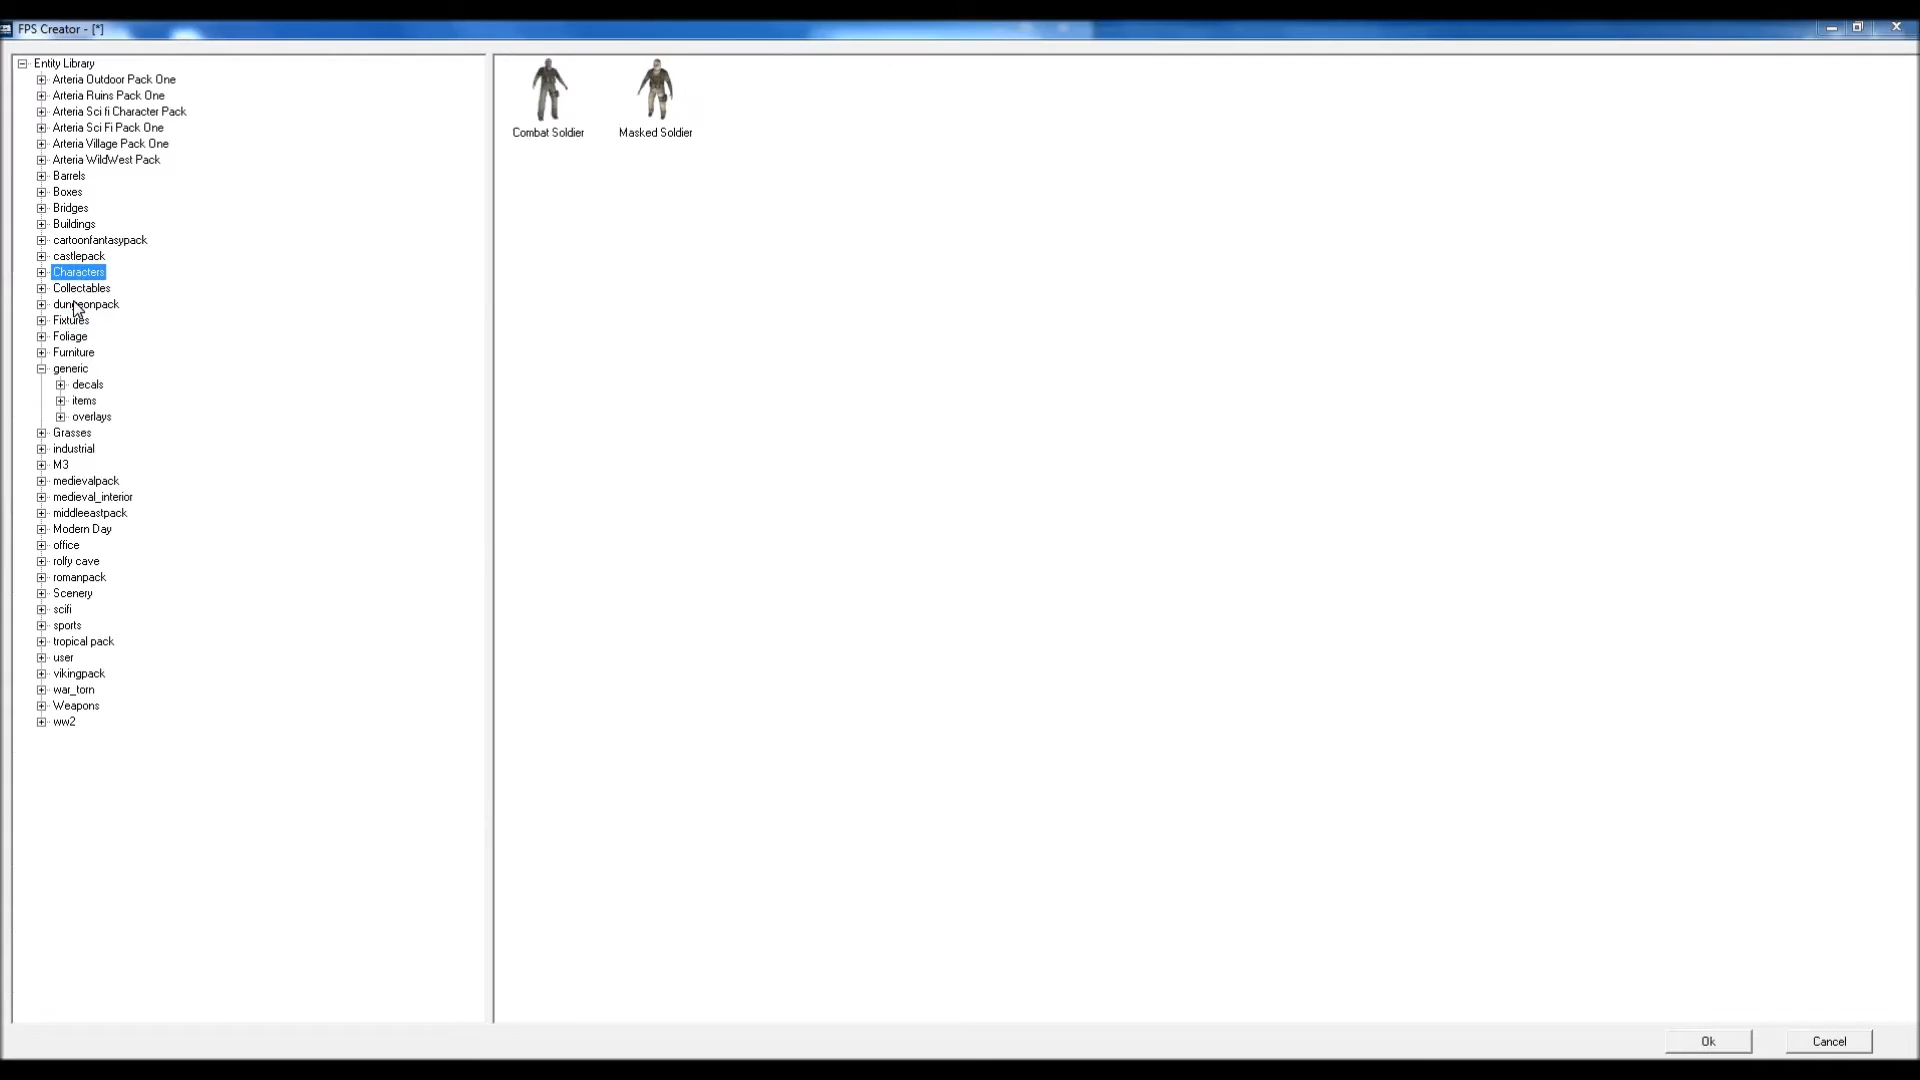 FPS Creator - [*]
Entity Library
Arteria Outdoor Pack One
Arteria Ruins Pack One
Arteria Sci fi Character Pack
Arteria Sci Fi Pack One
Arteria Village Pack One
Arteria WildWest Pack
Barrels
Boxes
Bridges
Buildings
cartoonfantasypack
castlepack
Characters
Collectables
dungeonpack
Fixtures
Foliage
Furniture
generic
decals
items
overlays
Grasses
industrial
M3
medievalpack
medieval_interior
middleeastpack
Modern Day
office
rolfy cave
romanpack
Scenery
scifi
sports
tropical pack
user
vikingpack
war_torn
Weapons
ww2
Combat Soldier
Masked Soldier
Ok
Cancel